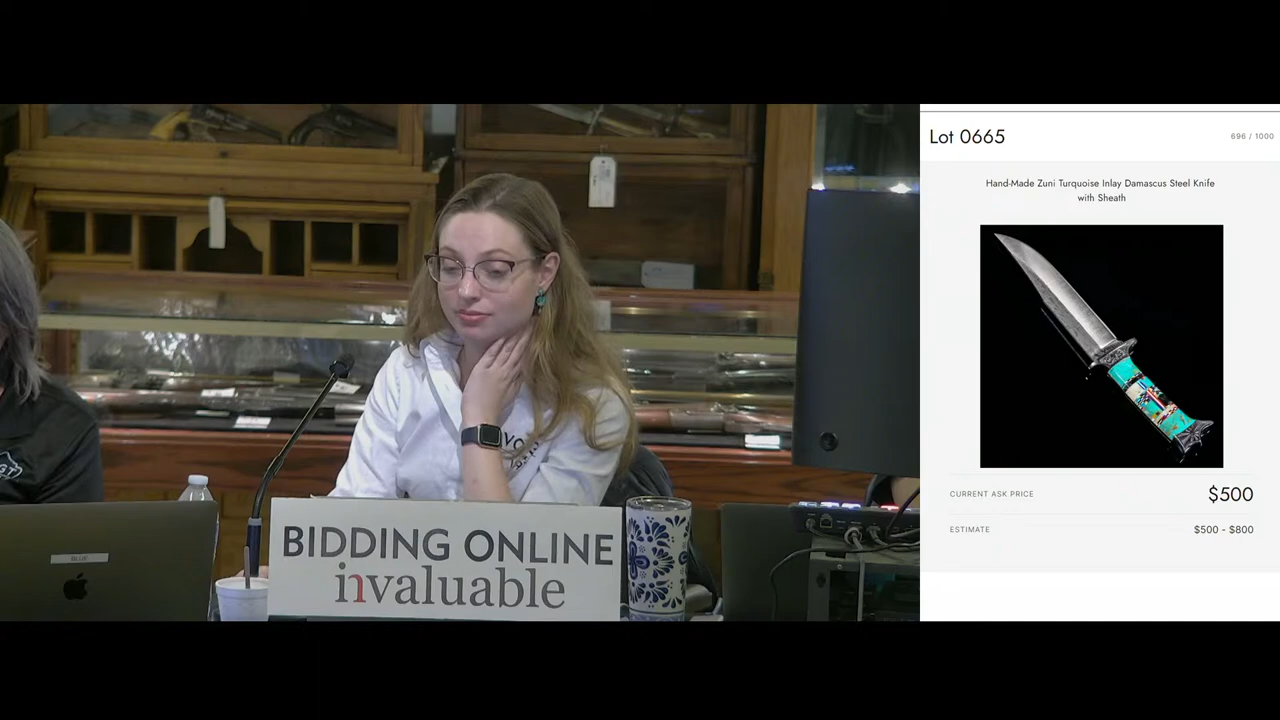 Lot 0665
696 / 1000
Hand-Made Zuni Turquoise Inlay Damascus Steel Knife
with Sheath
CURRENT ASK PRICE
$500
ESTIMATE
$500 - $800
BIDDING ONLINE
invaluable